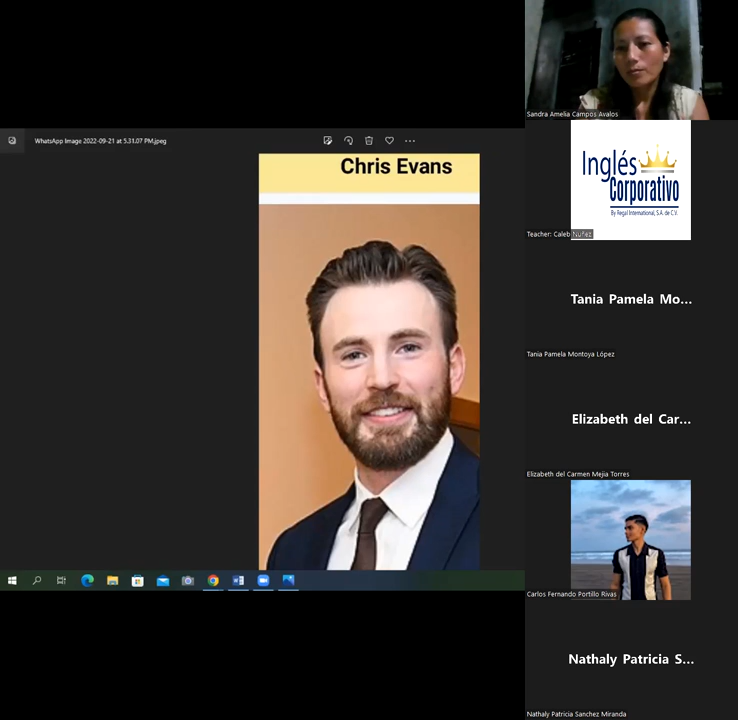 WhatsApp Image 2022-09-21 at 5.31.07 PM.jpeg
Chris Evans
Sandra Amelia Campos Avalos
Inglés
Corporativo
By Regal International, S.A. de C.V.
Teacher: Caleb Nuñez
Tania Pamela Mo...
Tania Pamela Montoya López
Elizabeth del Car...
Elizabeth del Carmen Mejia Torres
Carlos Fernando Portillo Rivas
Nathaly Patricia S...
Nathaly Patricia Sanchez Miranda